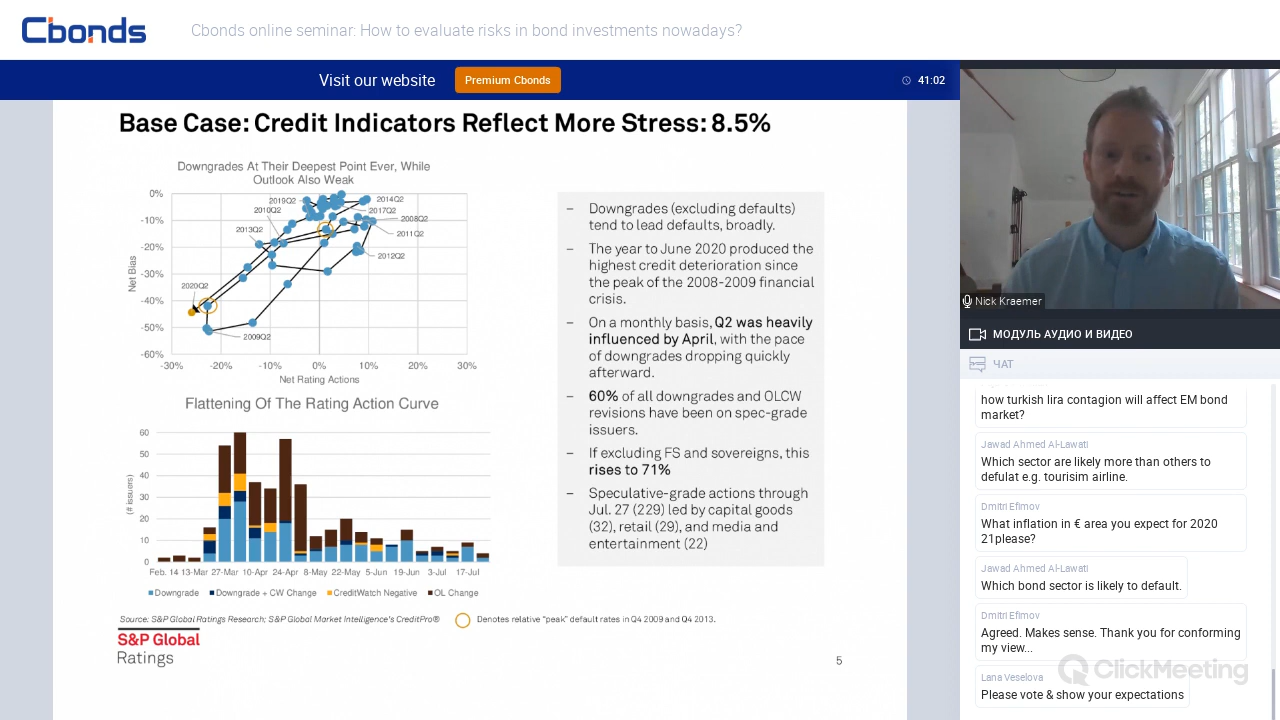 Cbonds
Cbonds online seminar: How to evaluate risks in bond investments nowadays?
Visit our website
Premium Cbonds
41:02
Base Case: Credit Indicators Reflect More Stress: 8.5%
Downgrades At Their Deepest Point Ever, While
Outlook Also Weak
0%
-10%
-20%
-30%
-40%
-50%
-60%
Net Bias
2019Q2
2010Q2
2013Q2
2020Q2
2009Q2
2014Q2
2017Q2
2008Q2
2011Q2
2012Q2
-30%
-20%
-10%
0%
10%
20%
30%
Net Rating Actions
Flattening Of The Rating Action Curve
60
50
40
30
20
10
0
(# issuers)
Feb. 14 13-Mar 27-Mar 10-Apr 24-Apr 8-May 22-May 5-Jun 19-Jun 3-Jul 17-Jul
Downgrade
Downgrade + CW Change
CreditWatch Negative
OL Change
– Downgrades (excluding defaults)
tend to lead defaults, broadly.
– The year to June 2020 produced the
highest credit deterioration since
the peak of the 2008-2009 financial
crisis.
– On a monthly basis, Q2 was heavily
influenced by April, with the pace
of downgrades dropping quickly
afterward.
– 60% of all downgrades and OLCW
revisions have been on spec-grade
issuers.
– If excluding FS and sovereigns, this
rises to 71%
– Speculative-grade actions through
Jul. 27 (229) led by capital goods
(32), retail (29), and media and
entertainment (22)
Source: S&P Global Ratings Research; S&P Global Market Intelligence's CreditPro®
Denotes relative "peak" default rates in Q4 2009 and Q4 2013.
S&P Global
Ratings
5
Nick Kraemer
МОДУЛЬ АУДИО И ВИДЕО
ЧАТ
how turkish lira contagion will affect EM bond
market?
Jawad Ahmed Al-Lawati
Which sector are likely more than others to
defulat e.g. tourisim airline.
Dmitri Efimov
What inflation in € area you expect for 2020
21please?
Jawad Ahmed Al-Lawati
Which bond sector is likely to default.
Dmitri Efimov
Agreed. Makes sense. Thank you for conforming
my view...
Lana Veselova
Please vote & show your expectations
ClickMeeting